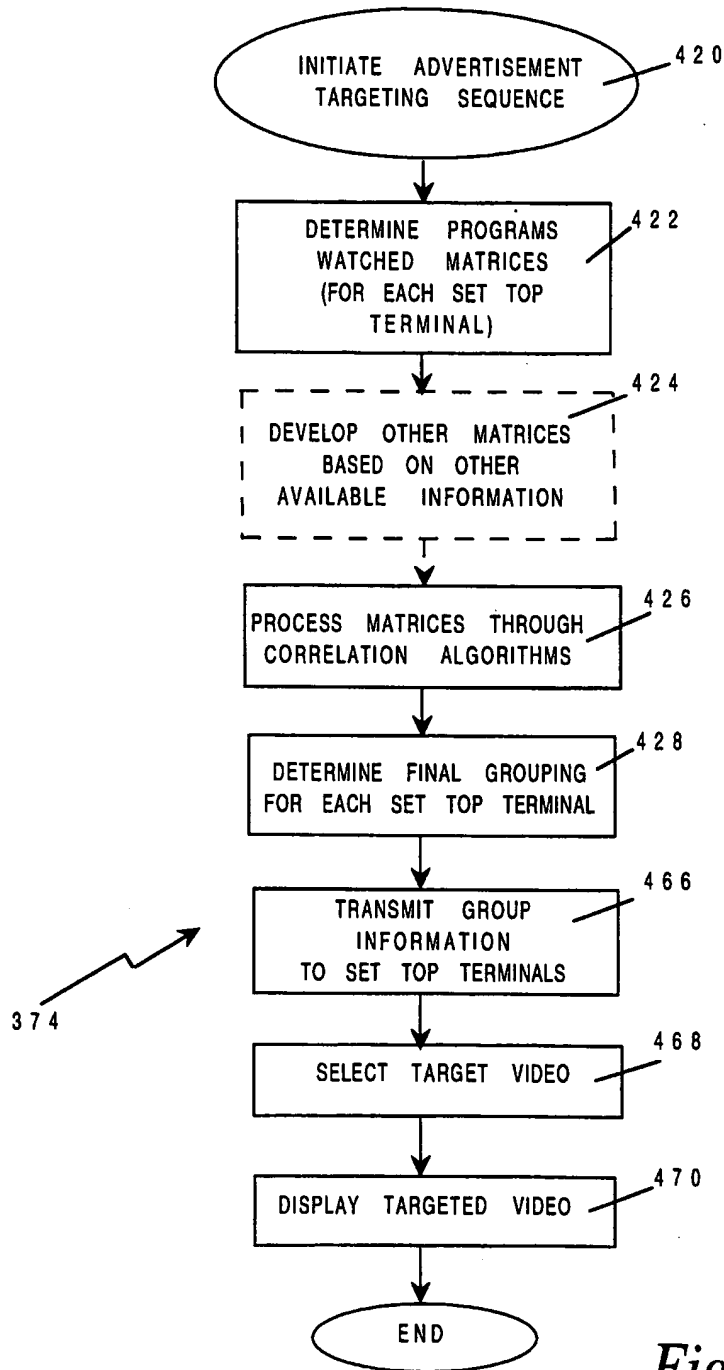 INITIATE ADVERTISEMENT
TARGETING SEQUENCE
420
DETERMINE PROGRAMS
WATCHED MATRICES
(FOR EACH SET TOP
TERMINAL)
422
DEVELOP OTHER MATRICES
BASED ON OTHER
AVAILABLE INFORMATION
424
PROCESS MATRICES THROUGH
CORRELATION ALGORITHMS
426
DETERMINE FINAL GROUPING
FOR EACH SET TOP TERMINAL
428
TRANSMIT GROUP
INFORMATION
TO SET TOP TERMINALS
466
374
SELECT TARGET VIDEO
468
DISPLAY TARGETED VIDEO
470
END